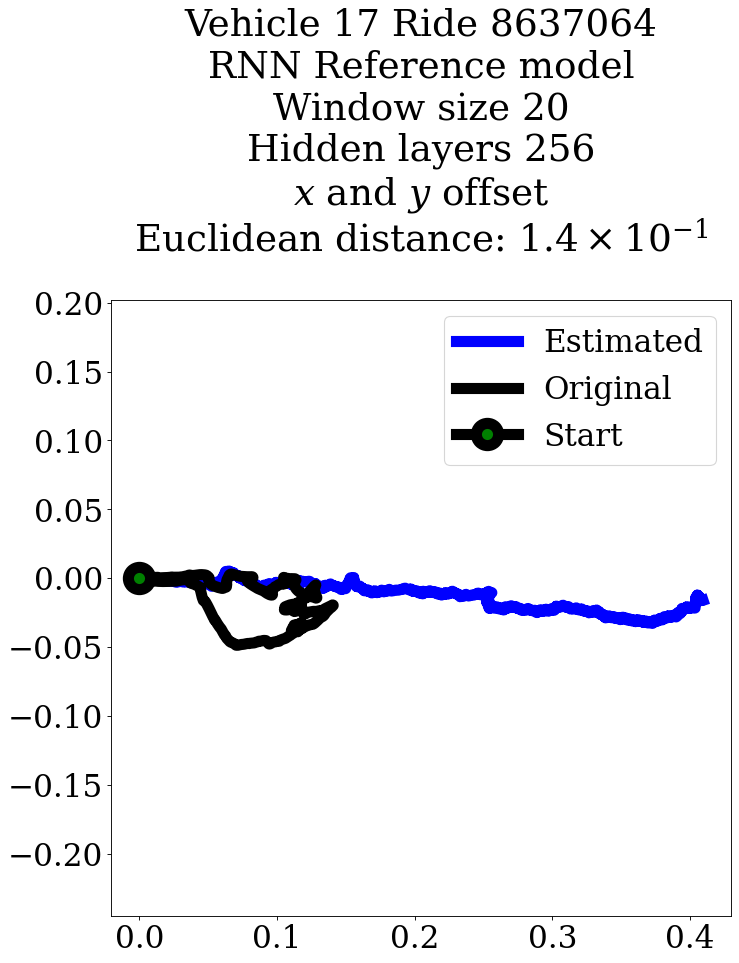 Vehicle 17 Ride 8637064
RNN Reference model
Window size 20
Hidden layers 256
x and y offset
Euclidean distance: 1.4 × 10⁻¹
Estimated
Original
Start
0.20
0.15
0.10
0.05
0.00
−0.05
−0.10
−0.15
−0.20
0.0 0.1 0.2 0.3 0.4